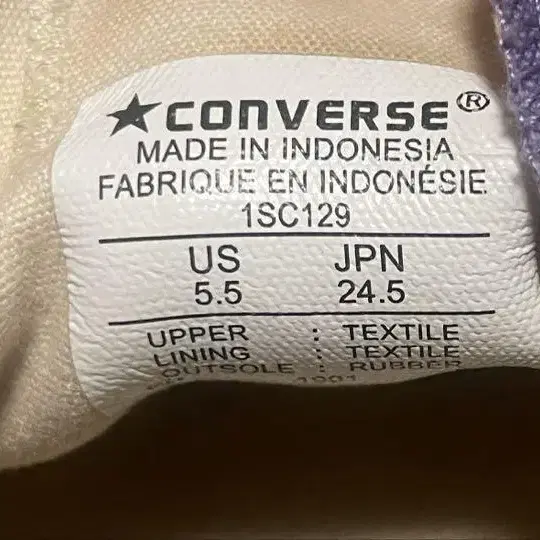 ★CONVERSE®
MADE IN INDONESIA
FABRIQUE EN INDONÉSIE
1SC129
US JPN
5.5 24.5
UPPER : TEXTILE
LINING : TEXTILE
OUTSOLE : RUBBER